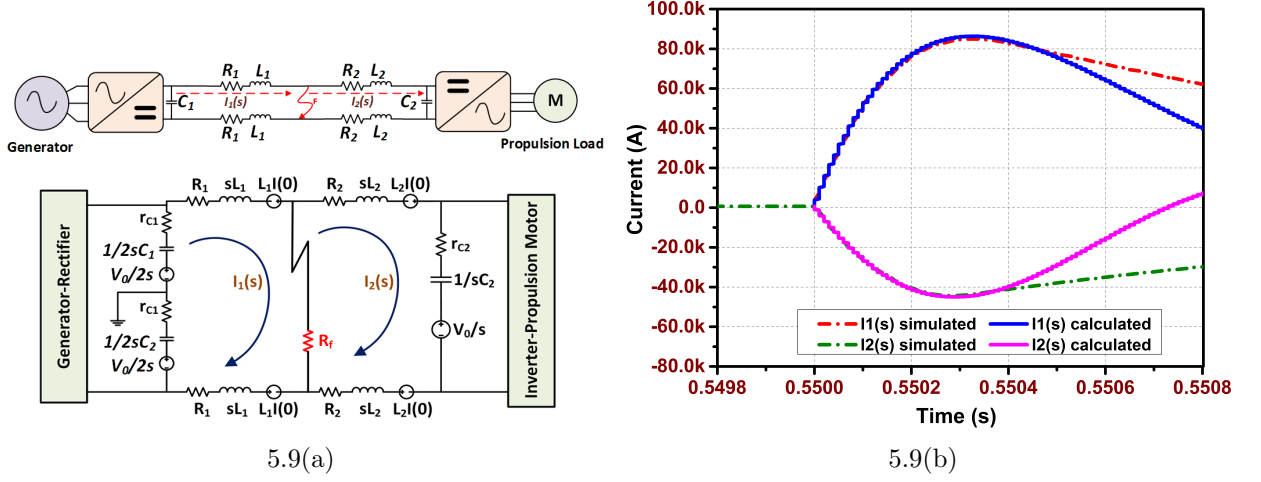 R1 L1 R2 L2
C1 I1(s) F I2(s) C2 M
R1 L1 R2 L2
Generator Propulsion Load
R1 sL1 L1I(0) R2 sL2 L2I(0)
Generator-Rectifier
rC1
1/2sC1
V0/2s
rC1
1/2sC2
V0/2s
I1(s)
Rf
I2(s)
rC2
1/sC2
V0/s
Inverter-Propulsion Motor
R1 sL1 L1I(0) R2 sL2 L2I(0)
5.9(a)
Current (A)
100.0k
80.0k
60.0k
40.0k
20.0k
0.0
-20.0k
-40.0k
-60.0k
-80.0k
I1(s) simulated I1(s) calculated
I2(s) simulated I2(s) calculated
0.5498 0.5500 0.5502 0.5504 0.5506 0.5508
Time (s)
5.9(b)